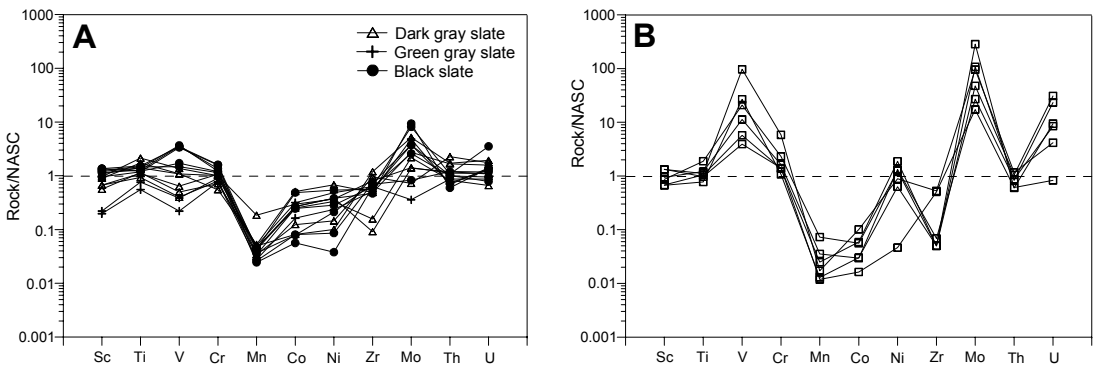 A
Dark gray slate
Green gray slate
Black slate
Rock/NASC
1000
100
10
1
0.1
0.01
0.001
Sc Ti V Cr Mn Co Ni Zr Mo Th U
B
Rock/NASC
1000
100
10
1
0.1
0.01
0.001
Sc Ti V Cr Mn Co Ni Zr Mo Th U